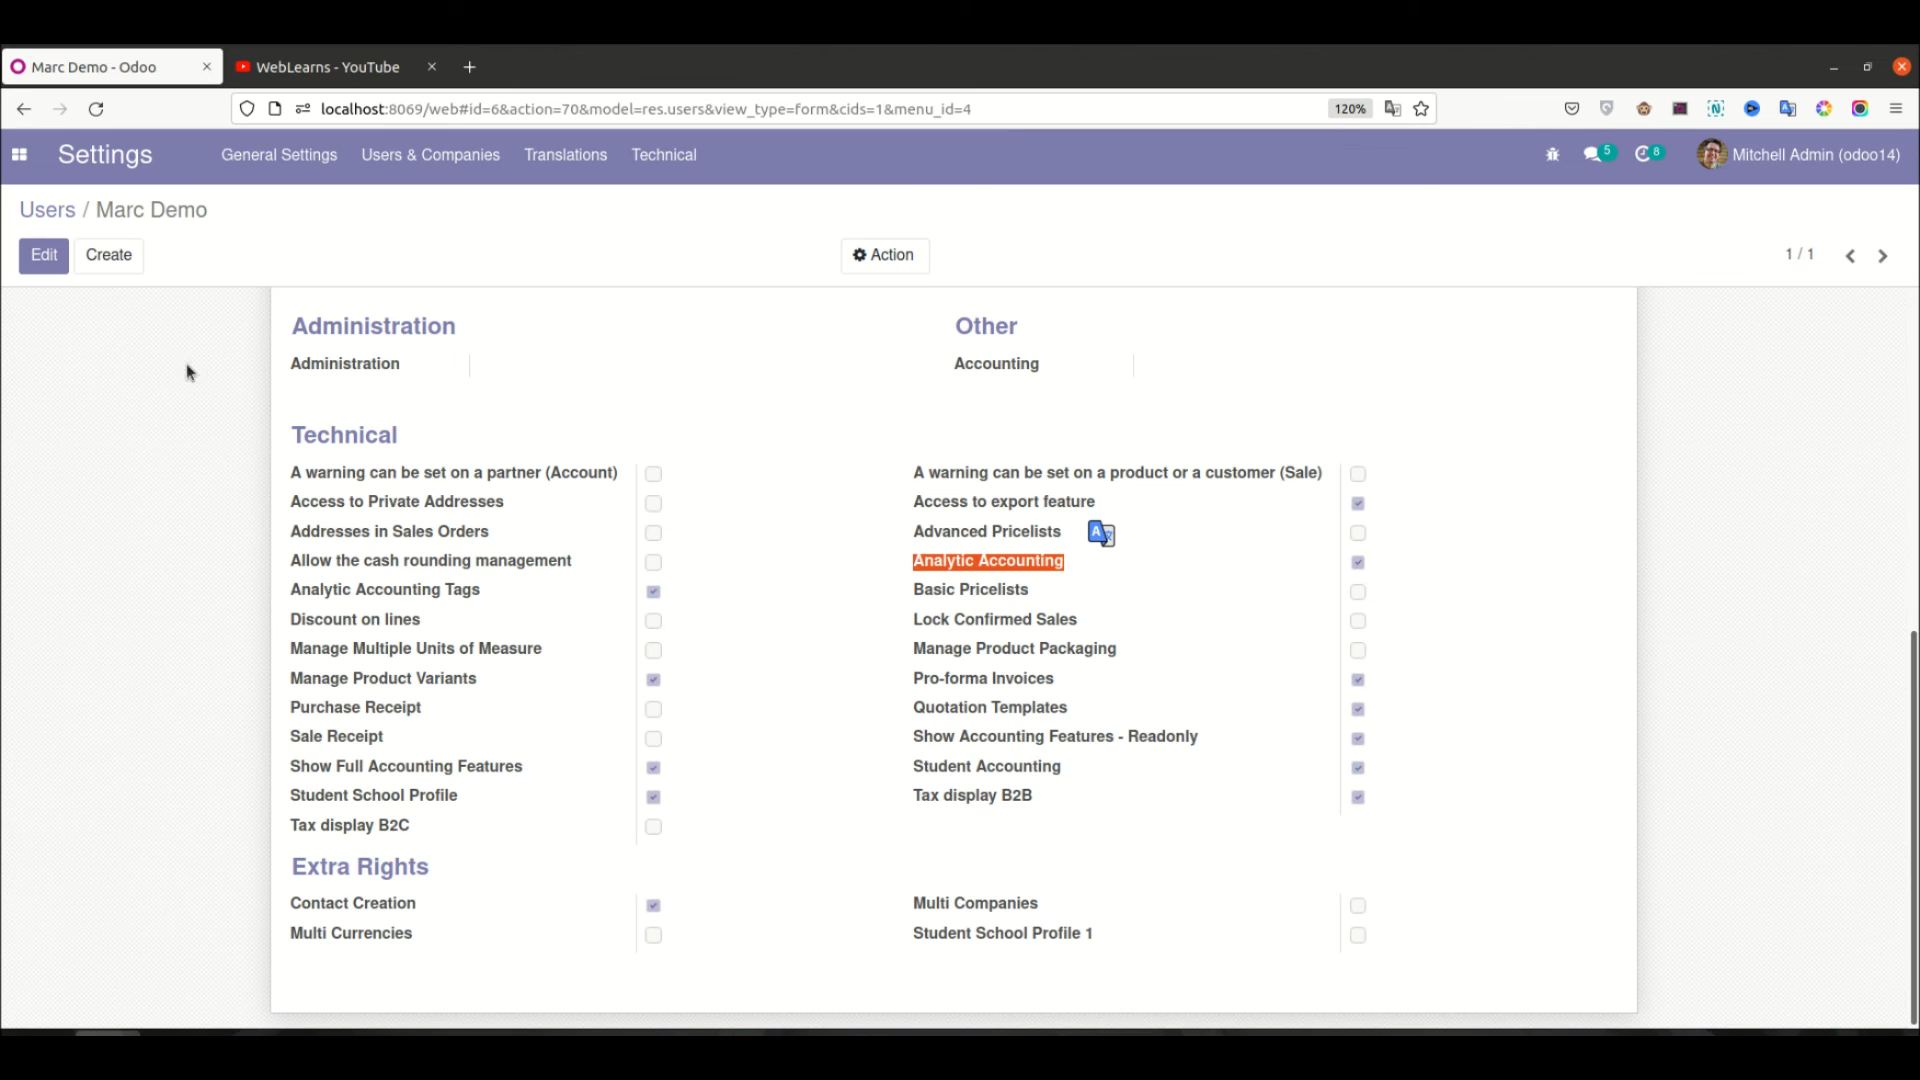 Marc Demo - Odoo
WebLearns - YouTube
localhost:8069/web#id=6&action=70&model=res.users&view_type=form&cids=1&menu_id=4
120%
Settings
General Settings
Users & Companies
Translations
Technical
5
8
Mitchell Admin (odoo14)
Users / Marc Demo
Edit
Create
Action
1 / 1
Administration
Other
Administration
Accounting
Technical
A warning can be set on a partner (Account)
A warning can be set on a product or a customer (Sale)
Access to Private Addresses
Access to export feature
Addresses in Sales Orders
Advanced Pricelists
Allow the cash rounding management
Analytic Accounting
Analytic Accounting Tags
Basic Pricelists
Discount on lines
Lock Confirmed Sales
Manage Multiple Units of Measure
Manage Product Packaging
Manage Product Variants
Pro-forma Invoices
Purchase Receipt
Quotation Templates
Sale Receipt
Show Accounting Features - Readonly
Show Full Accounting Features
Student Accounting
Student School Profile
Tax display B2B
Tax display B2C
Extra Rights
Contact Creation
Multi Companies
Multi Currencies
Student School Profile 1